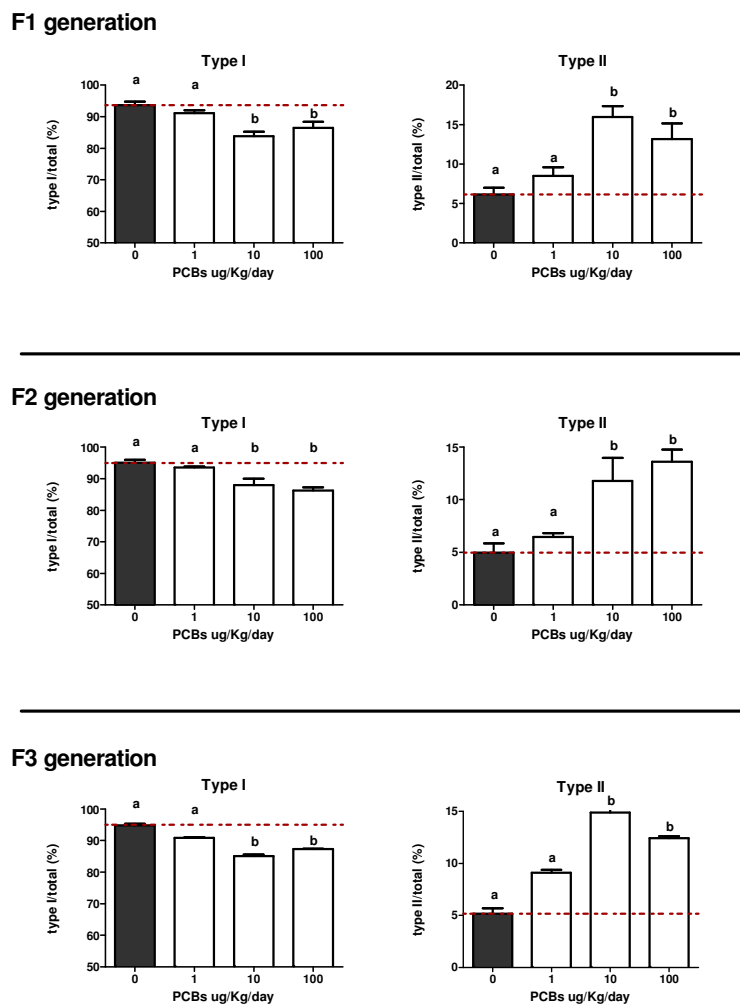 F1 generation
Type I
type I/total (%)
100
90
80
70
60
50
a
a
b
b
0
1
10
100
PCBs ug/Kg/day
Type II
type II/total (%)
20
15
10
5
0
a
a
b
b
0
1
10
100
PCBs ug/Kg/day
F2 generation
Type I
type I/total (%)
100
90
80
70
60
50
a
a
b
b
0
1
10
100
PCBs ug/Kg/day
Type II
type II/total (%)
15
10
5
0
a
a
b
b
0
1
10
100
PCBs ug/Kg/day
F3 generation
Type I
type I/total (%)
100
90
80
70
60
50
a
a
b
b
0
1
10
100
PCBs ug/Kg/day
Type II
type II/total (%)
15
10
5
0
a
a
b
b
0
1
10
100
PCBs ug/Kg/day